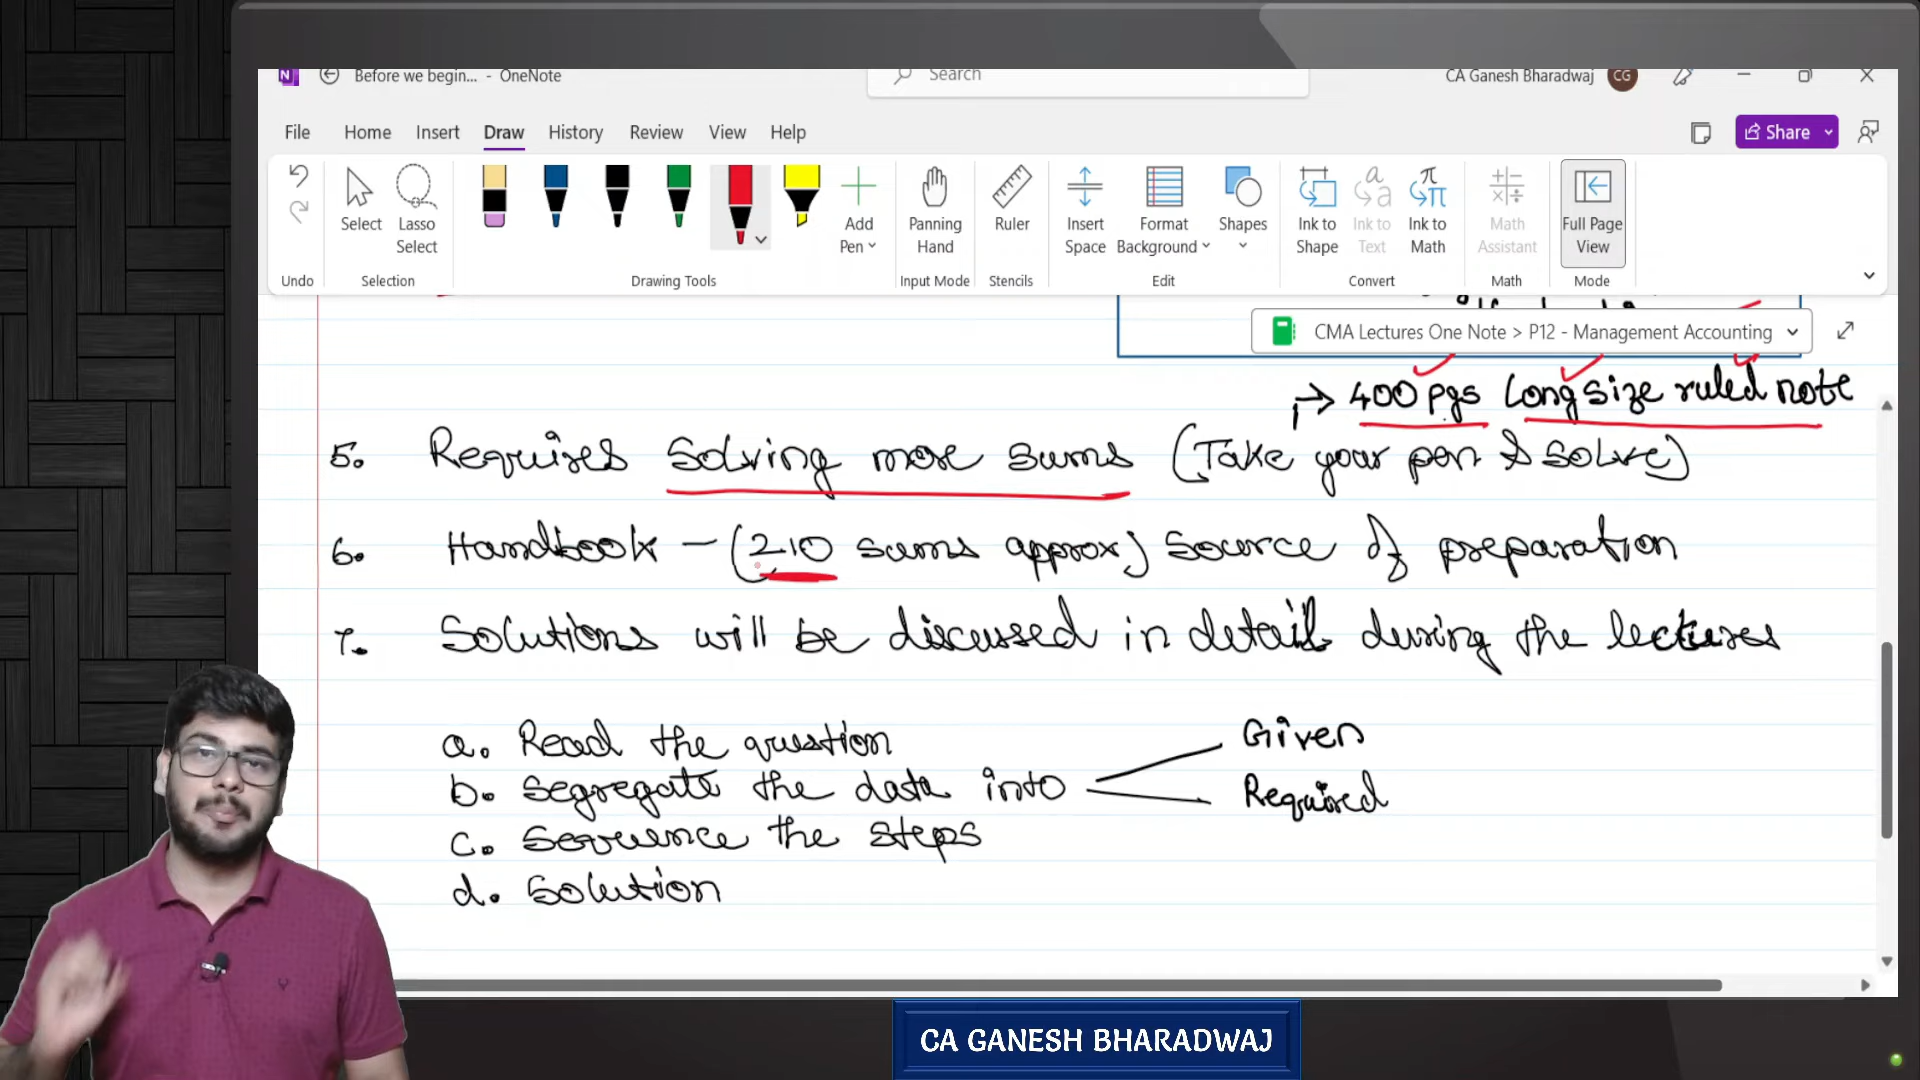 Before we begin... - OneNote
Search
CA Ganesh Bharadwaj CG
File Home Insert Draw History Review View Help
Share
Select
Lasso Select
Add Pen
Panning Hand
Ruler
Insert Space
Format Background
Shapes
Ink to Shape
Ink to Text
Ink to Math
Math Assistant
Full Page View
Undo Selection Drawing Tools Input Mode Stencils Edit Convert Math Mode
CMA Lectures One Note > P12 - Management Accounting
→ 400 pgs Long size ruled note
5. Requires Solving more sums (Take your pen & solve)
6. Handbook - (210 sums approx) Source of preparation
7. Solutions will be discussed in detail during the lectures
a. Read the question
Given
b. Segregate the data into
Required
c. Sequence the steps
d. Solution
CA GANESH BHARADWAJ